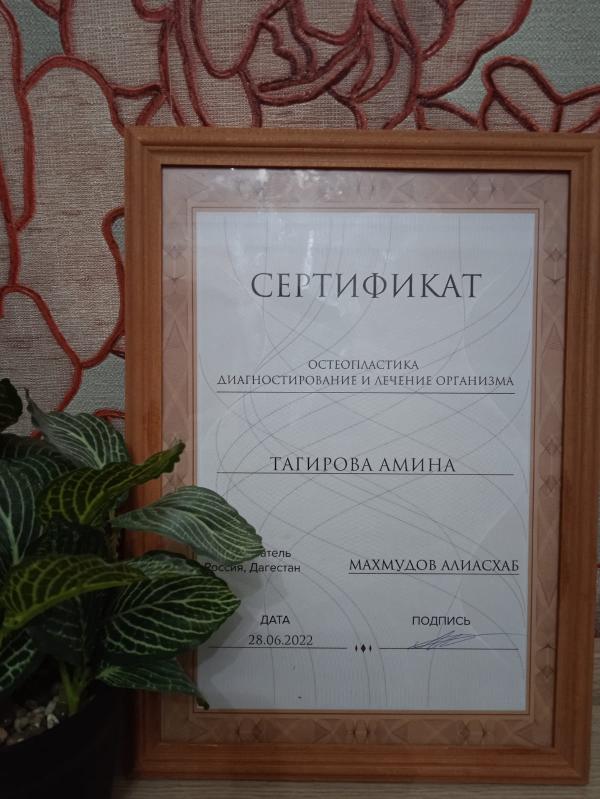 СЕРТИФИКАТ
ОСТЕОПЛАСТИКА
ДИАГНОСТИРОВАНИЕ И ЛЕЧЕНИЕ ОРГАНИЗМА
ТАГИРОВА АМИНА
Россия, Дагестан
МАХМУДОВ АЛИАСХАБ
ДАТА
ПОДПИСЬ
28.06.2022